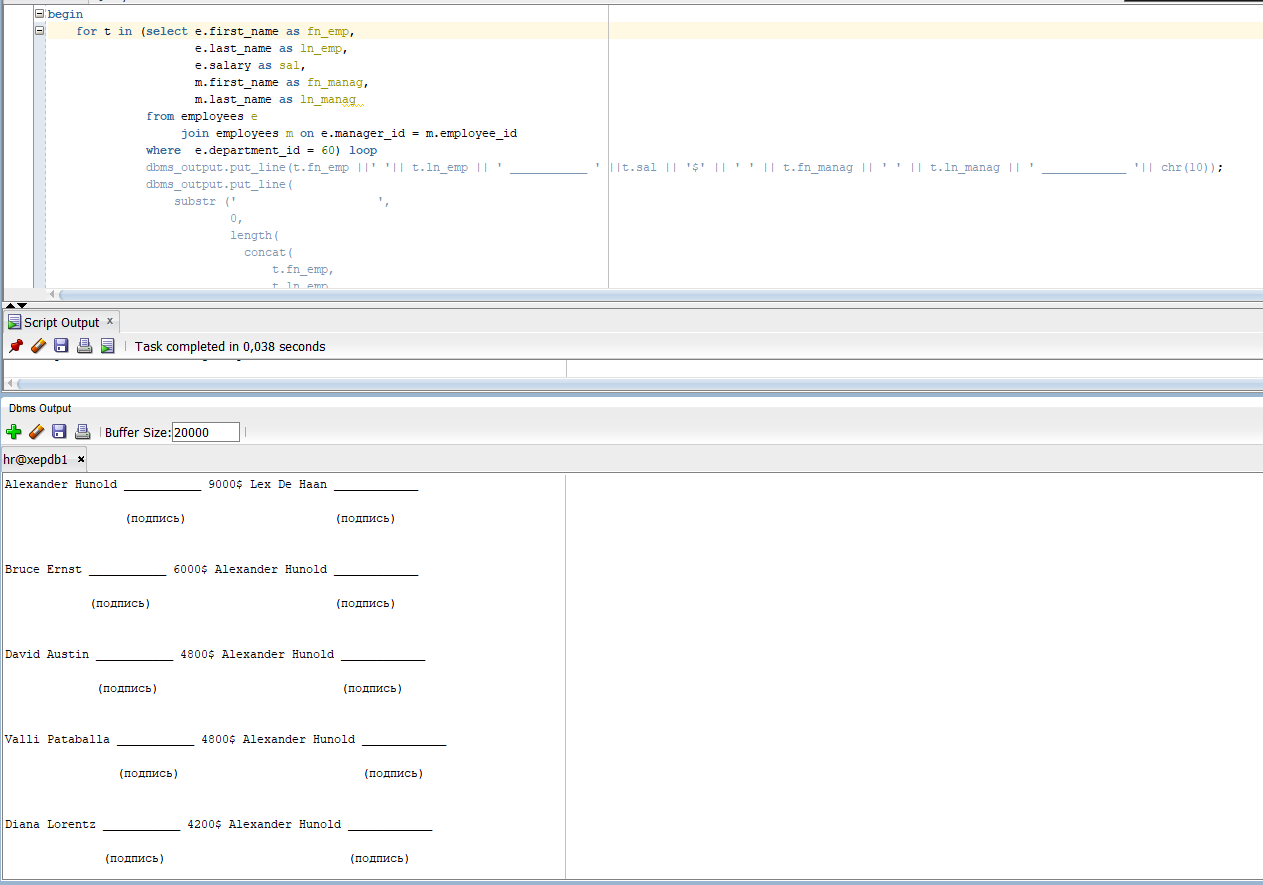 begin
for t in (select e.first_name as fn_emp,
e.last_name as ln_emp,
e.salary as sal,
m.first_name as fn_manag,
m.last_name as ln_manag
from employees e
join employees m on e.manager_id = m.employee_id
where  e.department_id = 60) loop
dbms_output.put_line(t.fn_emp ||' '|| t.ln_emp || ' ___________ ' ||t.sal || '$' || ' ' || t.fn_manag || ' ' || t.ln_manag || ' ____________ '|| chr(10));
dbms_output.put_line(
substr ('                    ',
0,
length(
concat(
t.fn_emp,
t.ln_emp
Script Output ×
Task completed in 0,038 seconds
Dbms Output
Buffer Size: 20000
hr@xepdb1 ×
Alexander Hunold ___________ 9000$ Lex De Haan ____________
(подпись) (подпись)
Bruce Ernst ___________ 6000$ Alexander Hunold ____________
(подпись) (подпись)
David Austin ___________ 4800$ Alexander Hunold ____________
(подпись) (подпись)
Valli Pataballa ___________ 4800$ Alexander Hunold ____________
(подпись) (подпись)
Diana Lorentz ___________ 4200$ Alexander Hunold ____________
(подпись) (подпись)